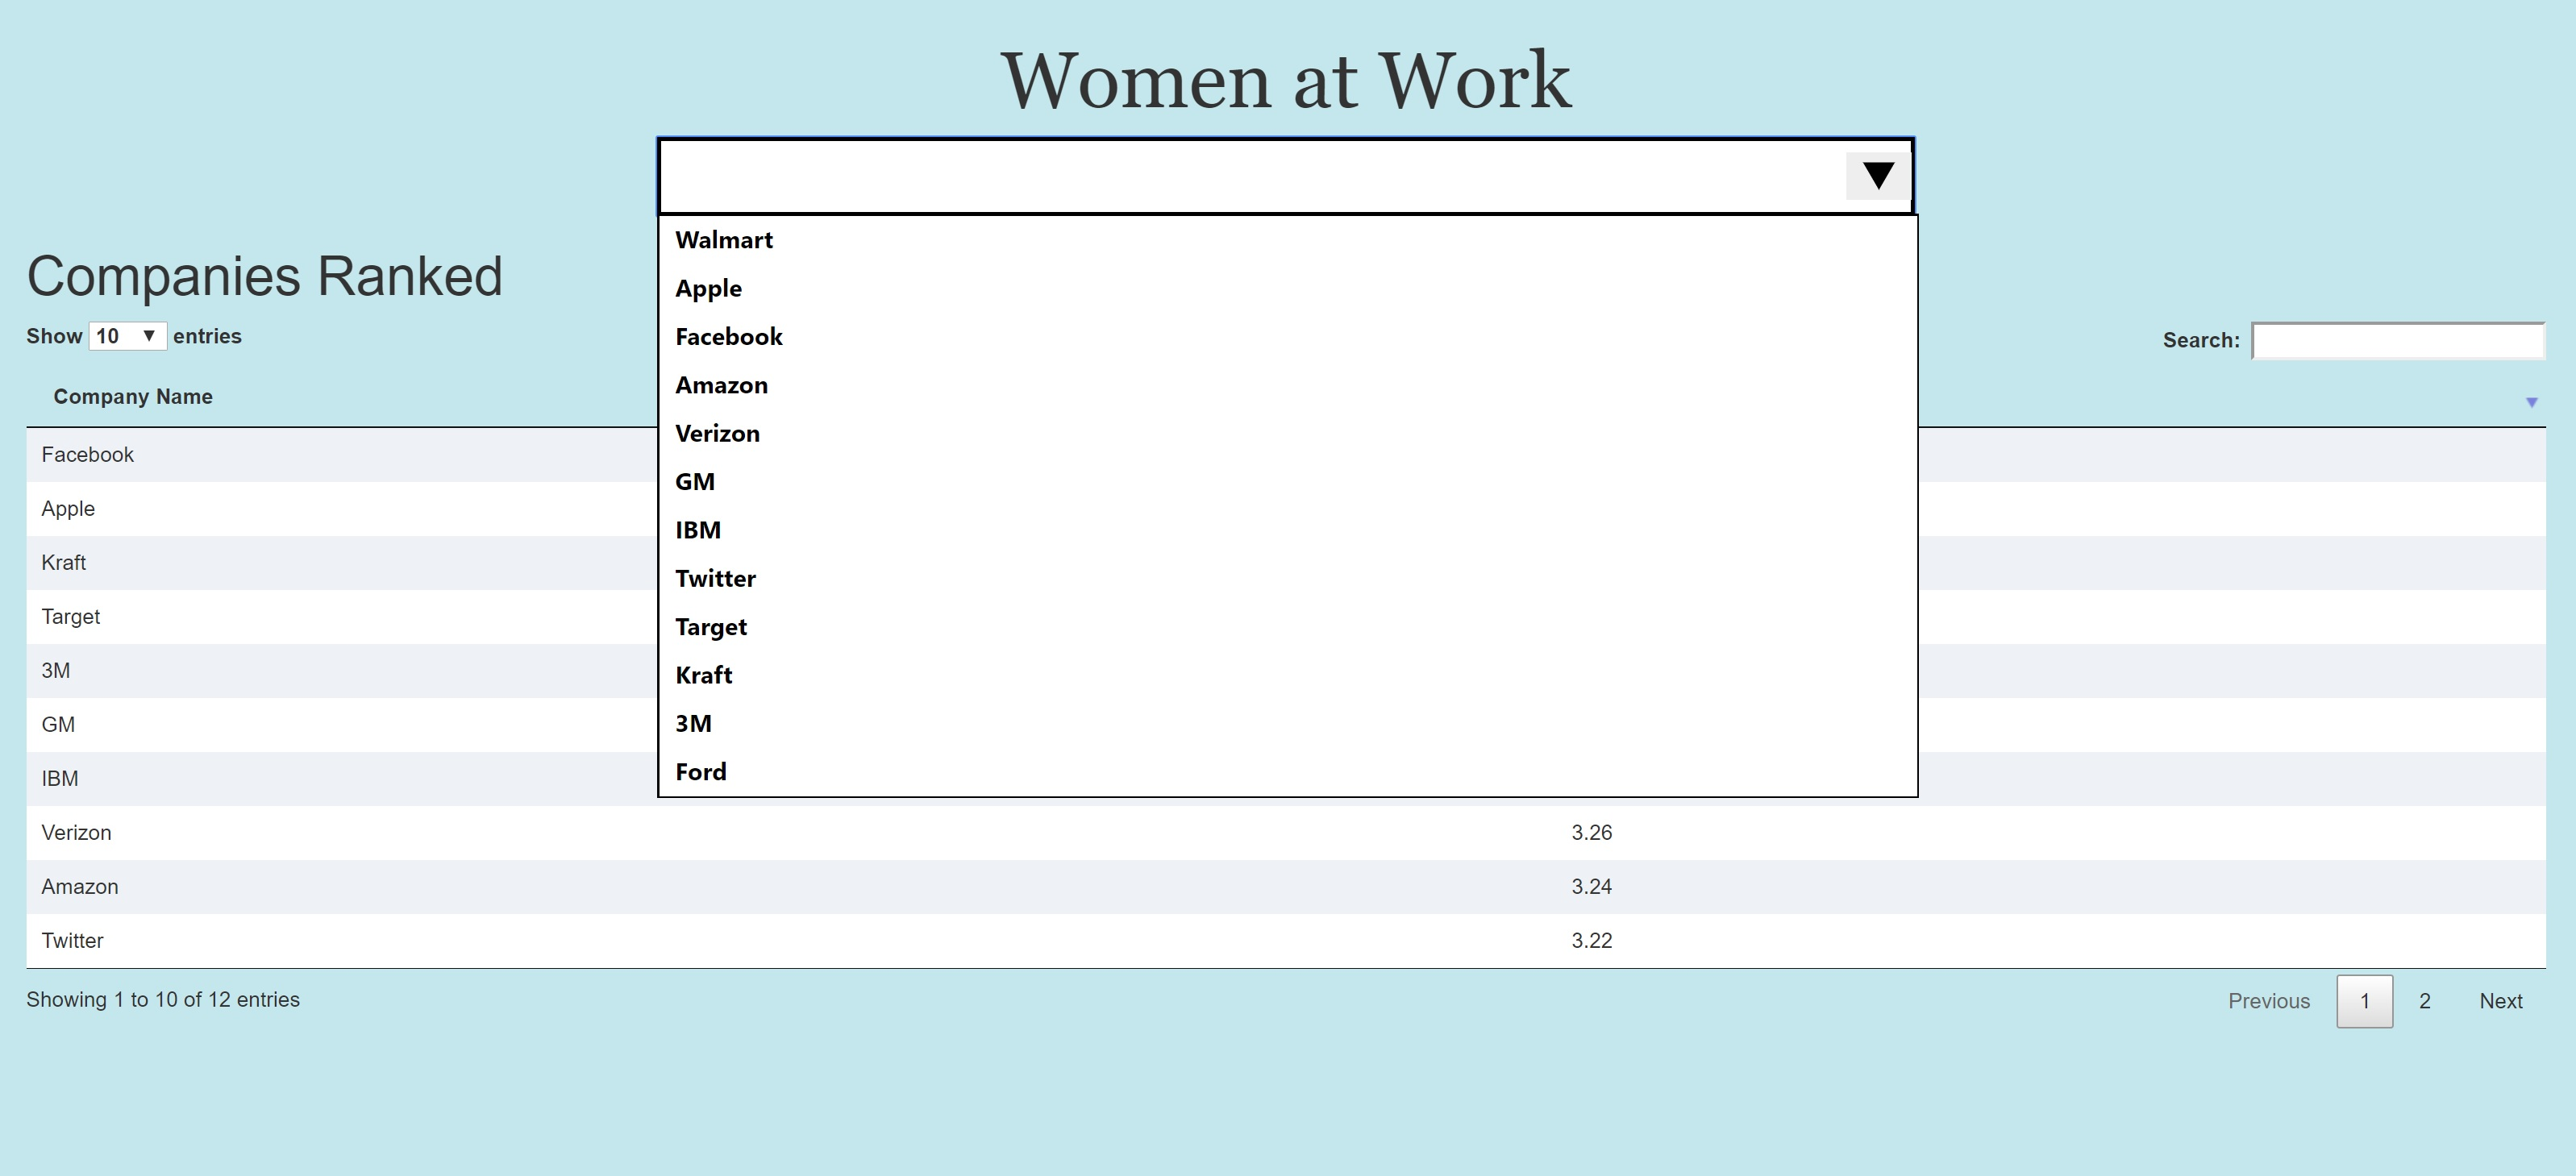 Women at Work
Walmart
Apple
Facebook
Amazon
Verizon
GM
IBM
Twitter
Target
Kraft
3M
Ford
Companies Ranked
Show 10 entries
Search:
Company Name
Facebook
Apple
Kraft
Target
3M
GM
IBM
Verizon 3.26
Amazon 3.24
Twitter 3.22
Showing 1 to 10 of 12 entries
Previous 1 2 Next